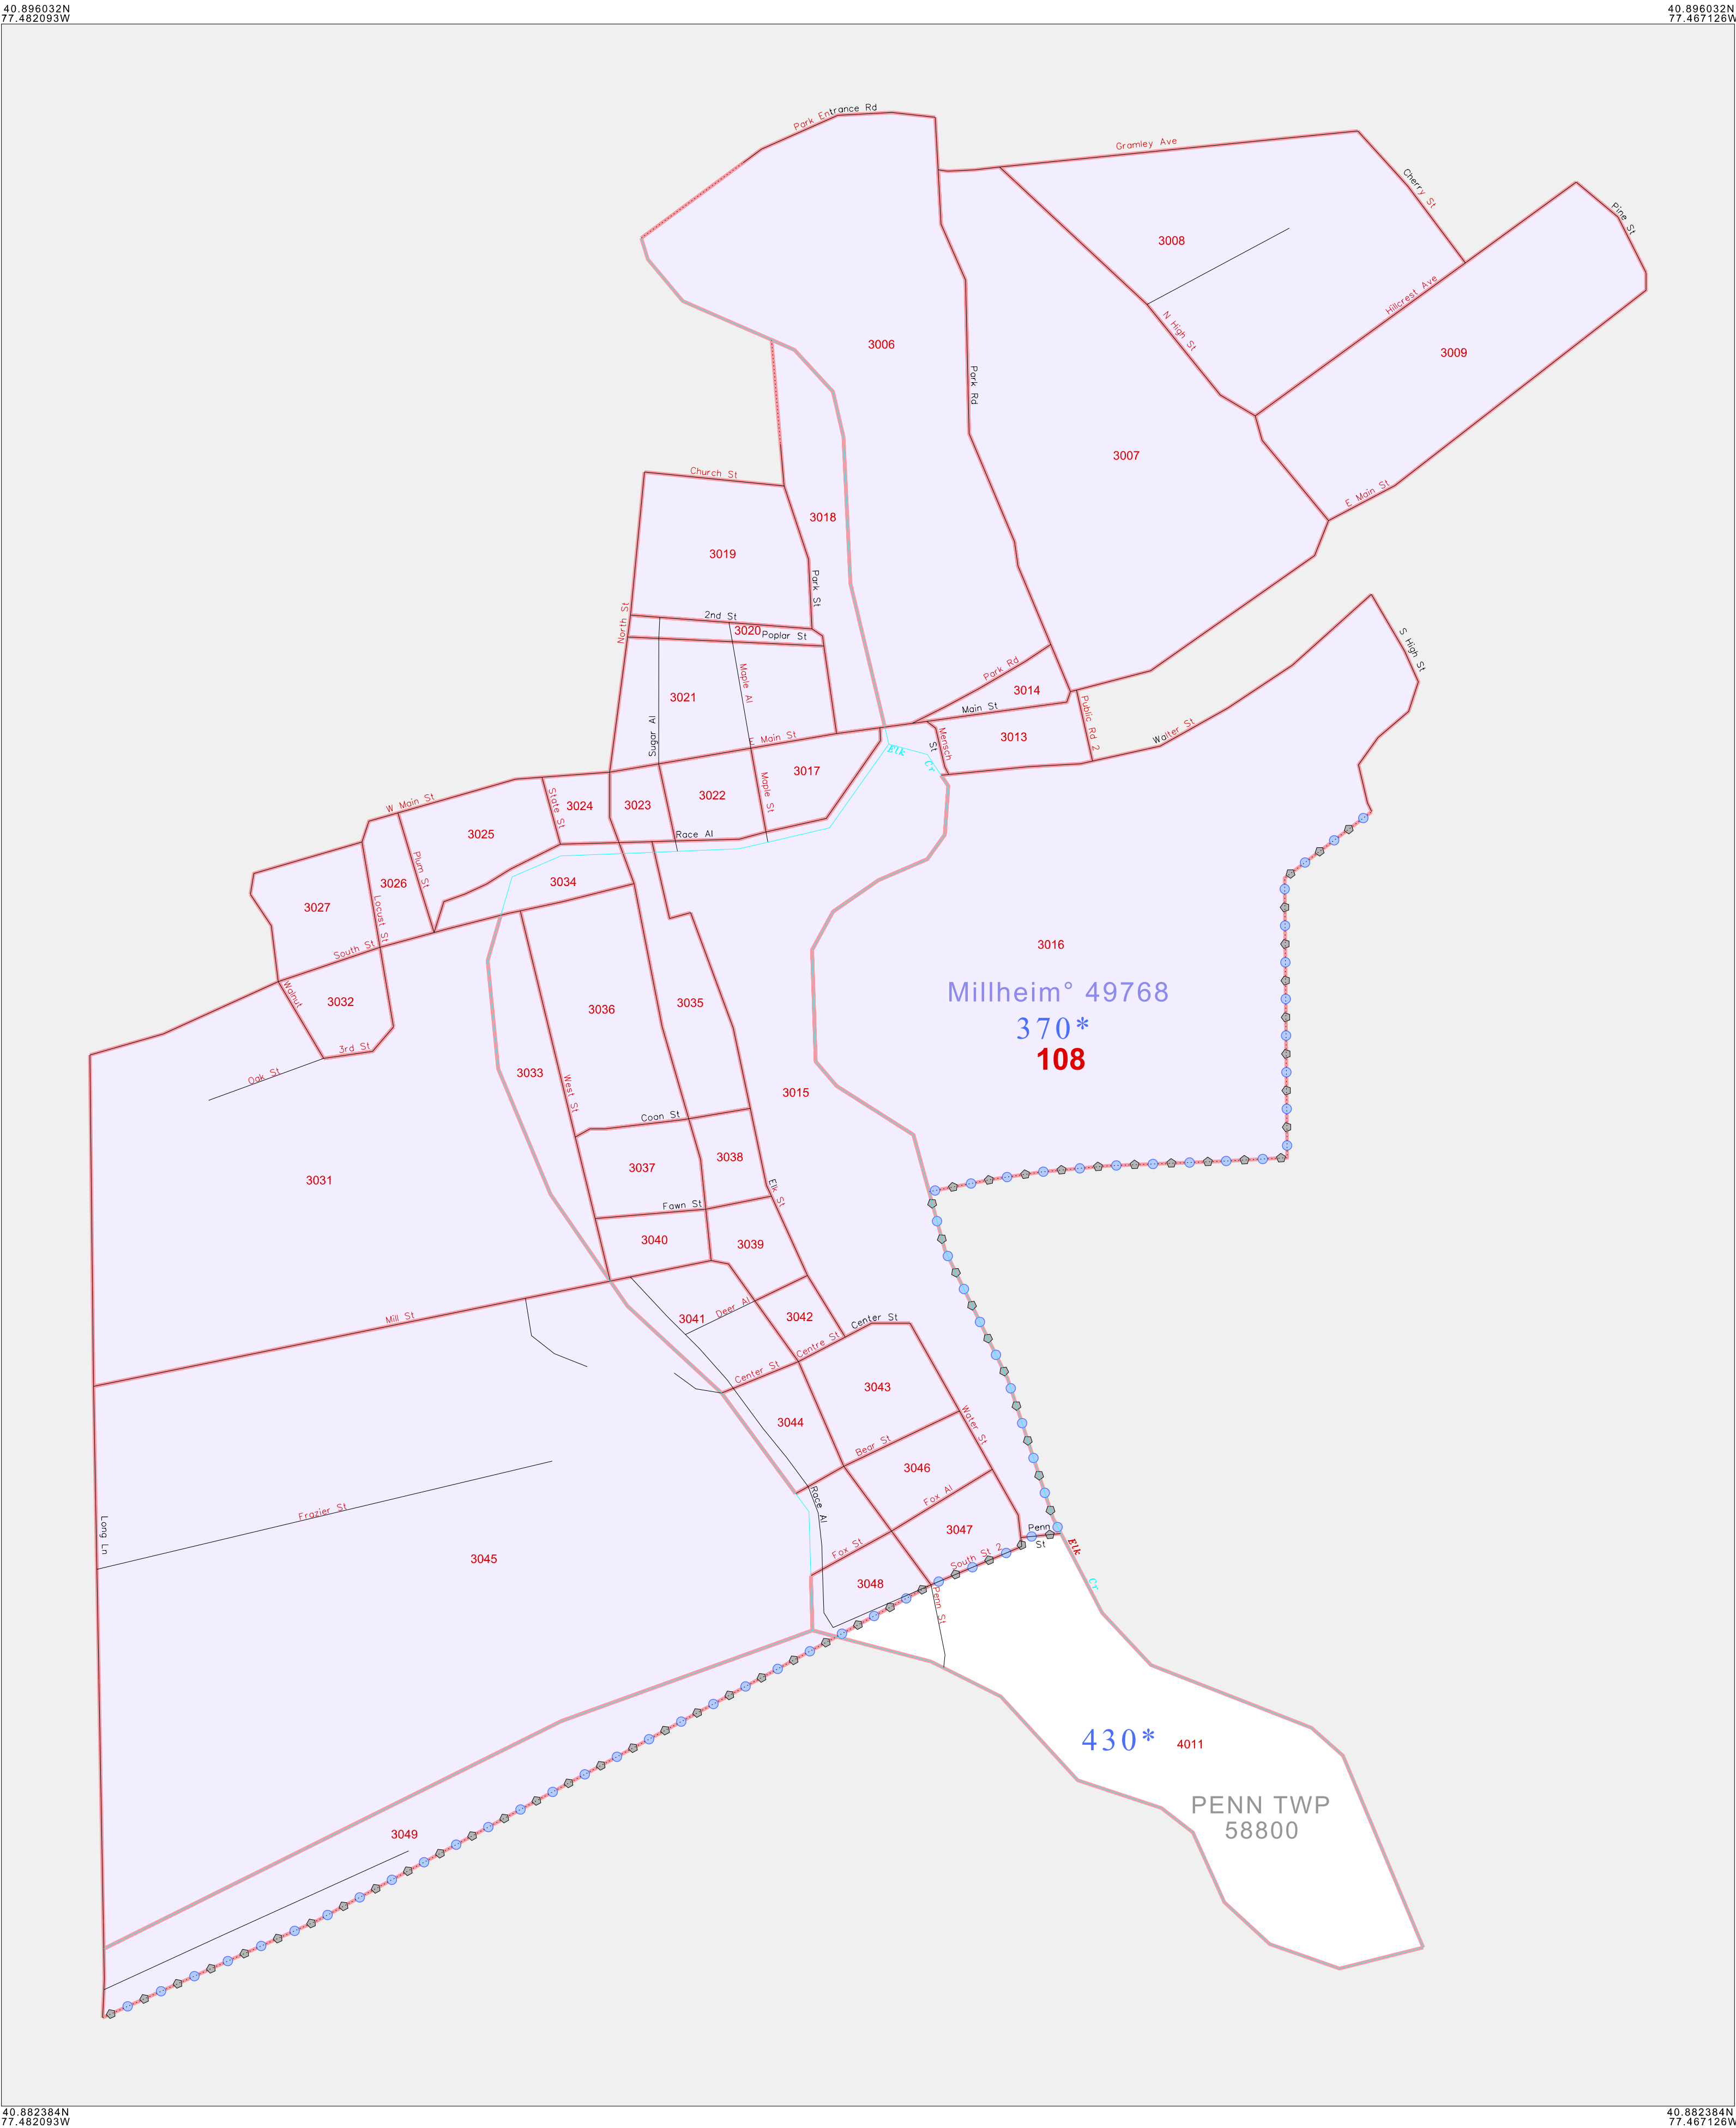 40.896032N
77.482093W
40.896032N
77.467126W
Park Entrance Rd
Gramley Ave
Cherry St
Pine St
3008
Hillcrest Ave
N High St
3006
3009
Park Rd
3007
Church St
E Main St
3018
3019
Park St
North St
2nd St
3020
Poplar St
S High St
Maple Al
Park Rd
3021
3014
Main St
Public Rd 2
Sugar Al
E Main St
Mensch St
3013
Walter St
Elk Cr
3017
Maple St
W Main St
State St
3024
3023
3022
3025
Race Al
Plum St
3026
3034
3027
Locust St
South St
3016
Walnut
3032
3036
3035
Millheim° 49768
370*
108
3rd St
Oak St
3033
West St
3015
Coan St
3031
3037
3038
Fawn St
Elk St
3040
3039
Mill St
Deer Al
3041
3042
Center St
Centre St
Center St
3043
3044
Water St
Bear St
3046
Frazier St
Race Al
Fox Al
Long Ln
3047
Penn St
Elk Cr
3045
Fox St
South St 2
3048
Penn St
430*
4011
PENN TWP
58800
3049
40.882384N
77.482093W
40.882384N
77.467126W